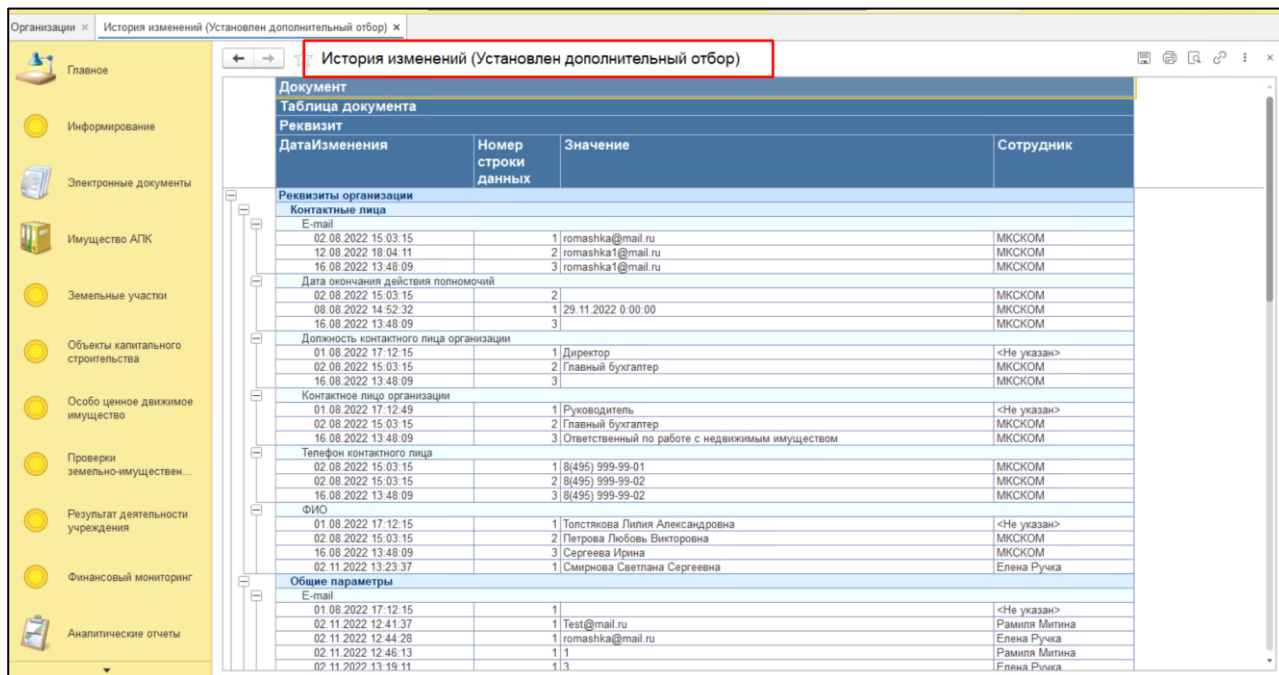 Организации × История изменений (Установлен дополнительный отбор) ×
История изменений (Установлен дополнительный отбор)
Главное
Информирование
Электронные документы
Имущество АПК
Земельные участки
Объекты капитального
строительства
Особо ценное движимое
имущество
Проверки
земельно-имуществен...
Результат деятельности
учреждения
Финансовый мониторинг
Аналитические отчеты
Документ
Таблица документа
Реквизит
ДатаИзменения Номер строки данных Значение Сотрудник
Реквизиты организации
Контактные лица
E-mail
02.08.2022 15:03:15 1 romashka@mail.ru МКСКОМ
12.08.2022 18:04:11 2 romashka1@mail.ru МКСКОМ
16.08.2022 13:48:09 3 romashka1@mail.ru МКСКОМ
Дата окончания действия полномочий
02.08.2022 15:03:15 2 МКСКОМ
08.08.2022 14:52:32 1 29.11.2022 0:00:00 МКСКОМ
16.08.2022 13:48:09 3 МКСКОМ
Должность контактного лица организации
01.08.2022 17:12:15 1 Директор <Не указан>
02.08.2022 15:03:15 2 Главный бухгалтер МКСКОМ
16.08.2022 13:48:09 3 МКСКОМ
Контактное лицо организации
01.08.2022 17:12:49 1 Руководитель <Не указан>
02.08.2022 15:03:15 2 Главный бухгалтер МКСКОМ
16.08.2022 13:48:09 3 Ответственный по работе с недвижимым имуществом МКСКОМ
Телефон контактного лица
02.08.2022 15:03:15 1 8(495) 999-99-01 МКСКОМ
02.08.2022 15:03:15 2 8(495) 999-99-02 МКСКОМ
16.08.2022 13:48:09 3 8(495) 999-99-02 МКСКОМ
ФИО
01.08.2022 17:12:15 1 Толстякова Лилия Александровна <Не указан>
02.08.2022 15:03:15 2 Петрова Любовь Викторовна МКСКОМ
16.08.2022 13:48:09 3 Сергеева Ирина МКСКОМ
02.11.2022 13:23:37 1 Смирнова Светлана Сергеевна Елена Ручка
Общие параметры
E-mail
01.08.2022 17:12:15 1 <Не указан>
02.11.2022 12:41:37 1 Test@mail.ru Рамиля Митина
02.11.2022 12:44:28 1 romashka@mail.ru Елена Ручка
02.11.2022 12:46:13 1 1 Рамиля Митина
02.11.2022 13:19:11 1 3 Елена Ручка